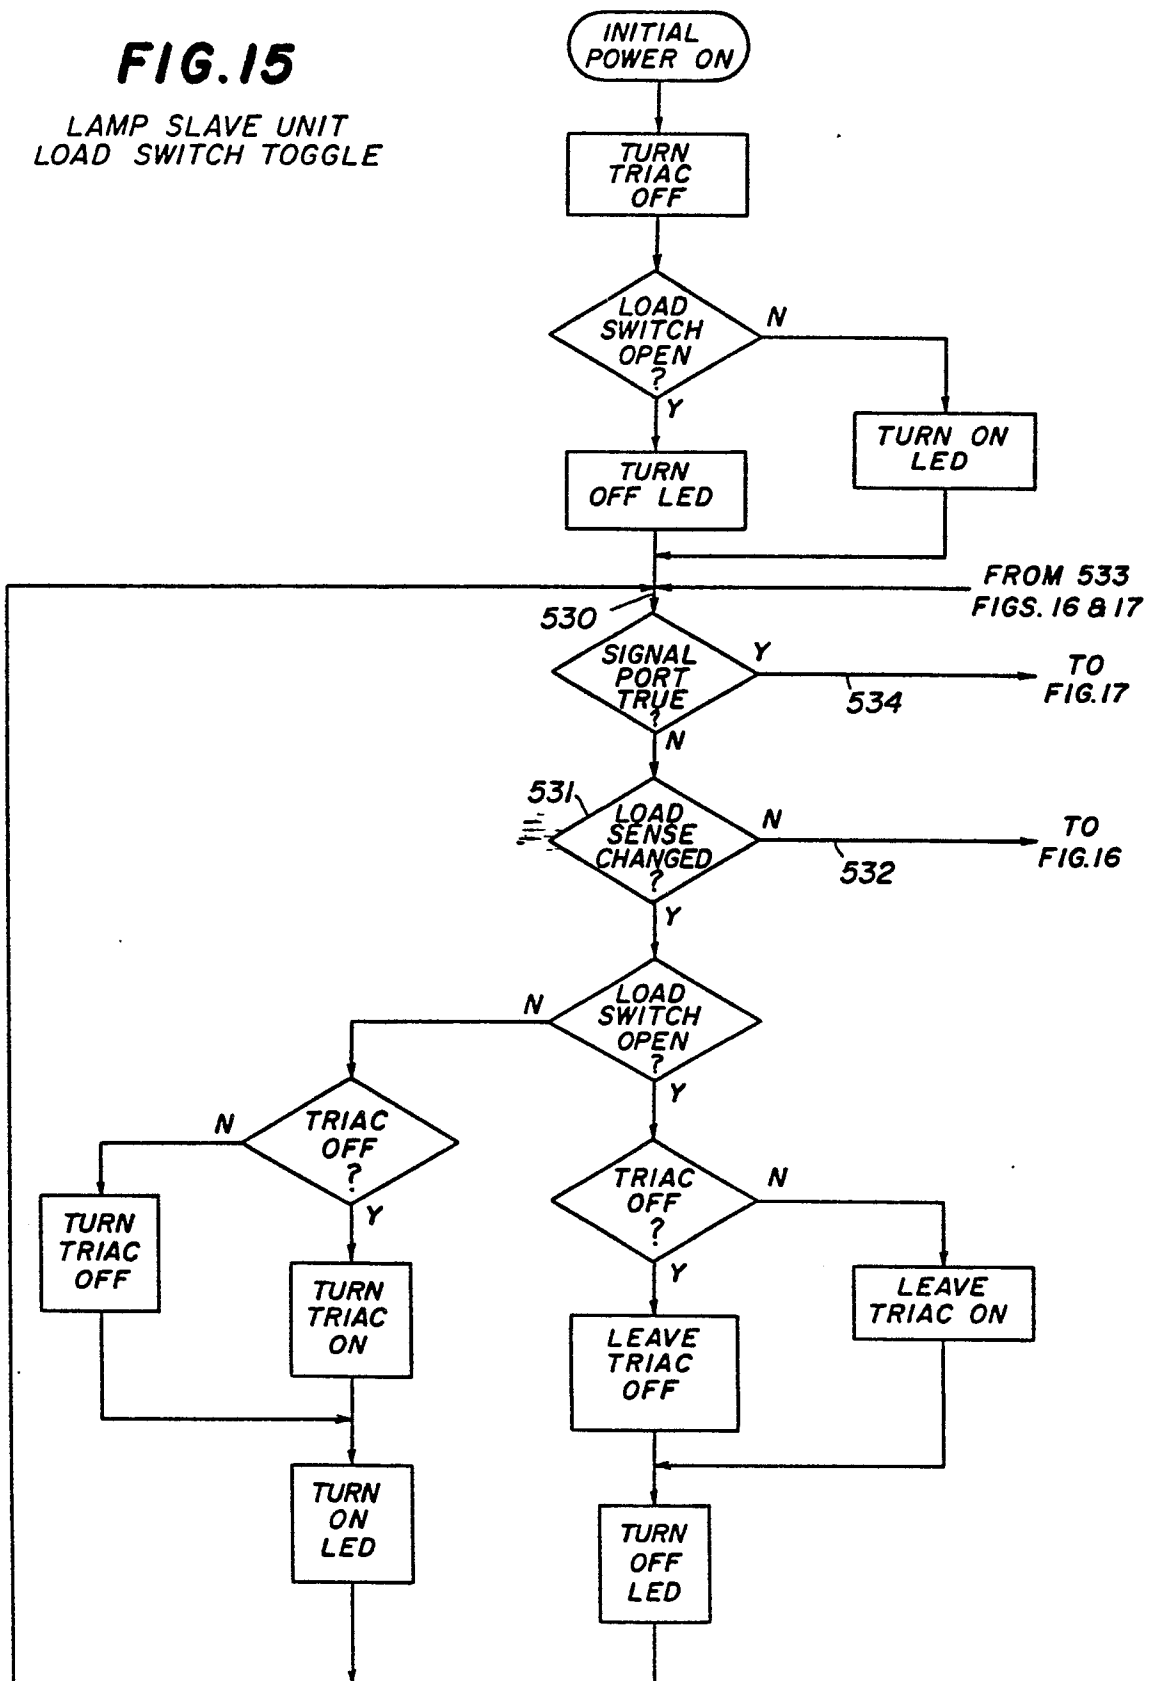 FIG.15
LAMP SLAVE UNIT
LOAD SWITCH TOGGLE
INITIAL
POWER ON
TURN
TRIAC
OFF
LOAD
SWITCH
OPEN
?
N
Y
TURN ON
LED
TURN
OFF LED
FROM 533
FIGS. 16 & 17
530
SIGNAL
PORT
TRUE
?
Y
534
TO
FIG.17
N
531
LOAD
SENSE
CHANGED
?
N
532
TO
FIG.16
Y
LOAD
SWITCH
OPEN
?
N
Y
TRIAC
OFF
?
N
Y
TURN
TRIAC
OFF
TURN
TRIAC
ON
TRIAC
OFF
?
N
Y
LEAVE
TRIAC ON
LEAVE
TRIAC
OFF
TURN
ON
LED
TURN
OFF
LED